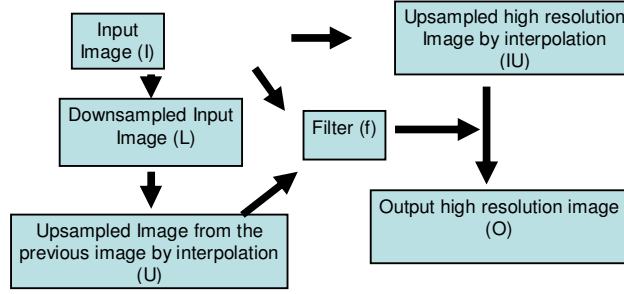 Input
Image (I)
Upsampled high resolution
Image by interpolation
(IU)
Downsampled Input
Image (L)
Filter (f)
Upsampled Image from the
previous image by interpolation
(U)
Output high resolution image
(O)